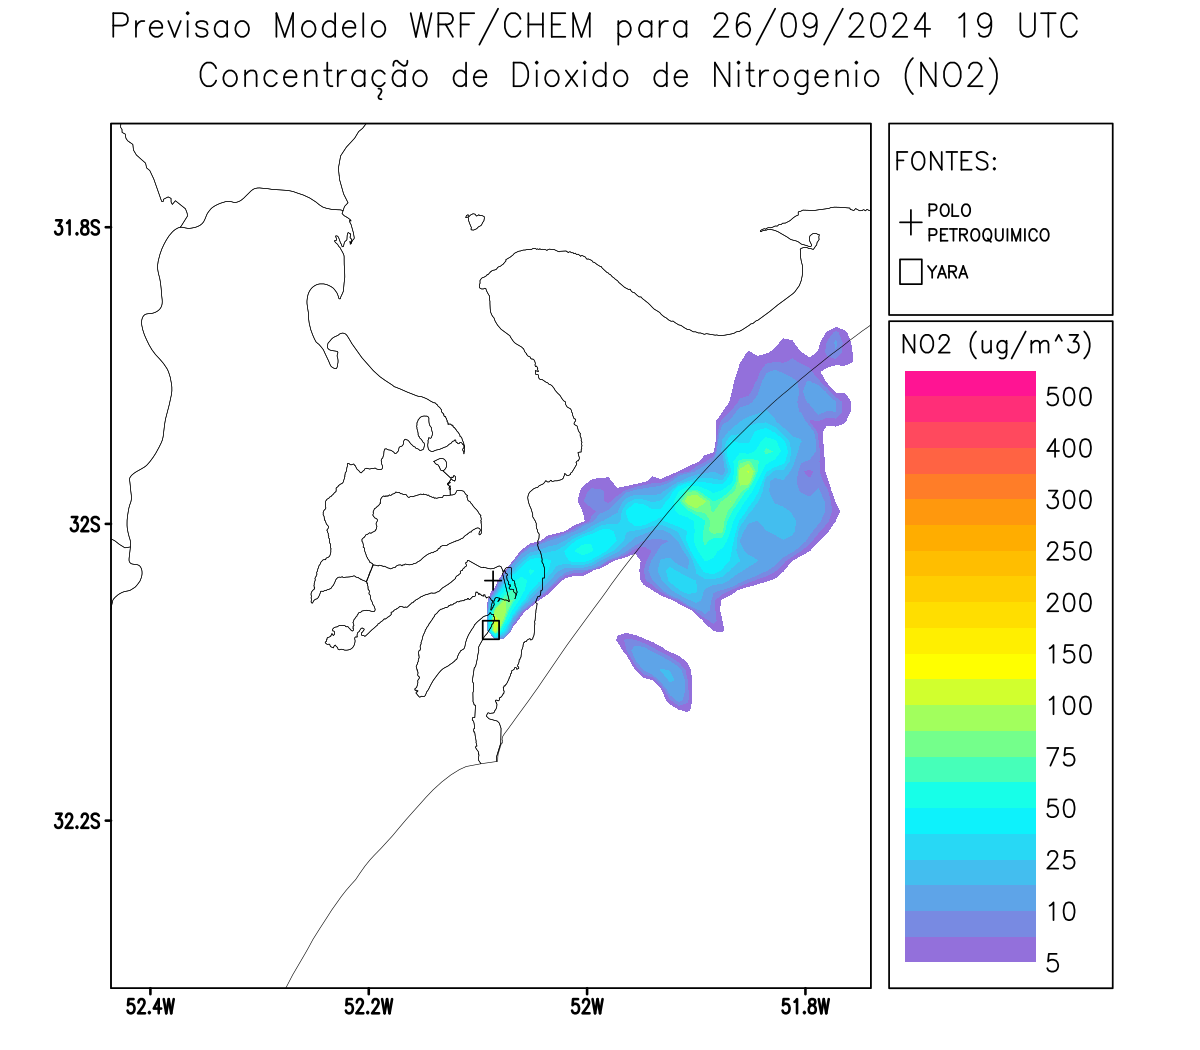 Previsao Modelo WRF/CHEM para 26/09/2024 19 UTC
Concentração de Dioxido de Nitrogenio (NO2)
FONTES:
POLO
PETROQUIMICO
YARA
NO2 (ug/m^3)
500
400
300
250
200
150
100
75
50
25
10
5
31.8S
32S
32.2S
52.4W
52.2W
52W
51.8W